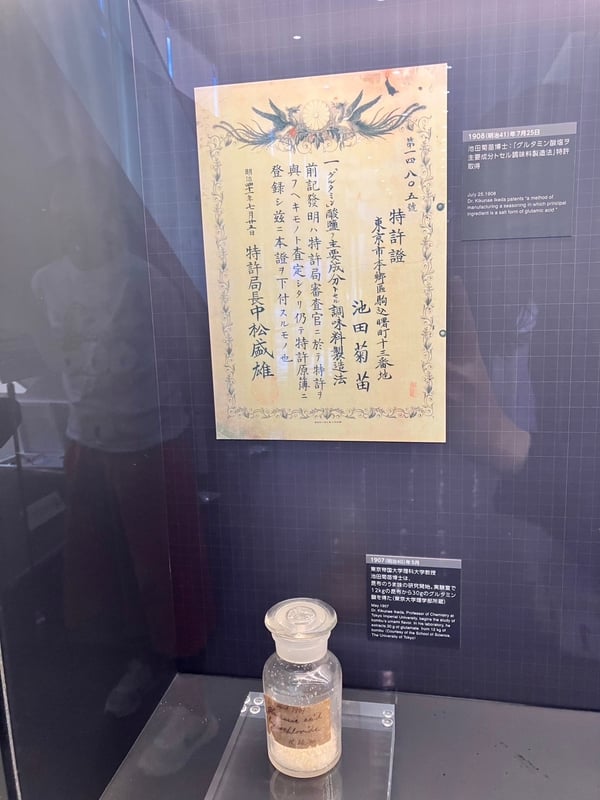 第一四八〇五號
特許證
東京市本郷區駒込曙町十三番地
池田菊苗
一「グルタミン」酸鹽ヲ主要成分トセル調味料製造法
前記發明ハ特許局審査官ニ於テ特許ヲ
與フヘキモノト査定シタリ仍テ特許原簿ニ
登録シ茲ニ本證ヲ下付スルモノ也
明治四十一年七月廿五日
特許局長中松盛雄
1908(明治41)年7月25日
池田菊苗博士:「グルタミン酸塩ヲ
主要成分トセル調味料製造法」特許
取得
July 25,1908
Dr. Kikunae Ikeda patents "a method of
manufacturing a seasoning in which principal
ingredient is a salt form of glutamic acid."
1907(明治40)年5月
東京帝国大学理科大学教授
池田菊苗博士は、
昆布のうま味の研究開始。実験室で
12kgの昆布から30gのグルタミン
酸を得た(東京大学理学部所蔵)
May 1907
Dr. Kikunae Ikeda, Professor of Chemistry at
Tokyo Imperial University, begins the study of
kombu's umami flavor. In his laboratory, he
extracts 30 g of glutamate from 12 kg of
kombu (Courtesy of the School of Science,
The University of Tokyo)
acid